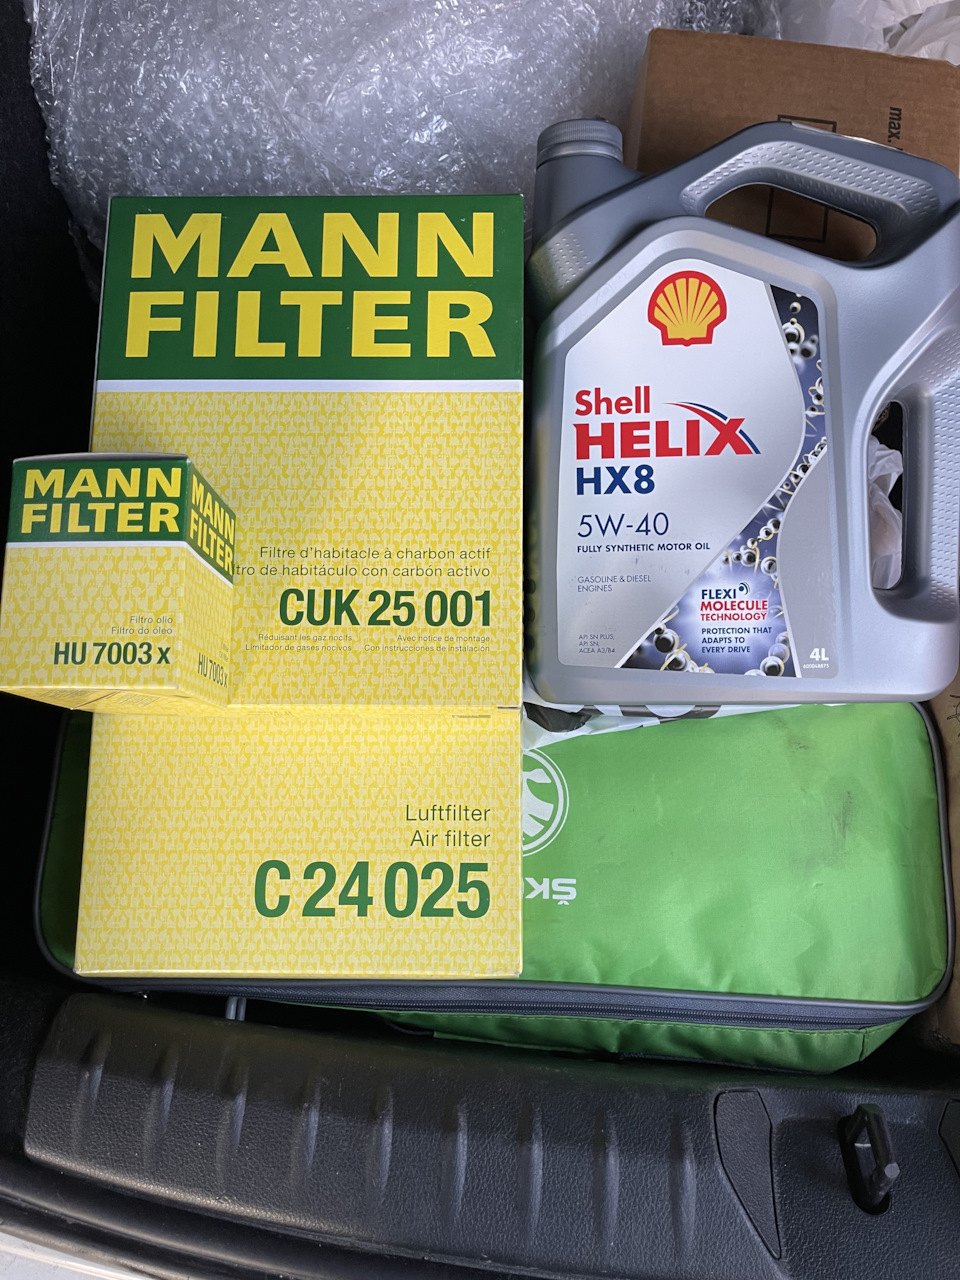 MANN
FILTER
Filtre d'habitacle à charbon actif
tro de habitáculo con carbón activo
CUK 25 001
Réduisant les gaz nocifs
Limitador de gases nocivos
Avec notice de montage
Con instrucciones de instalación
MANN
FILTER
Filtro olio
Filtro do óleo
HU 7003 x
MANN
FILTER
HU 7003 x
Luftfilter
Air filter
C 24 025
Shell
HELIX
HX8
5W-40
FULLY SYNTHETIC MOTOR OIL
GASOLINE & DIESEL
ENGINES
FLEXI
MOLECULE
TECHNOLOGY
PROTECTION THAT
ADAPTS TO
EVERY DRIVE
API SN PLUS;
API SN;
ACEA A3/B4
4L
max.
ŠK